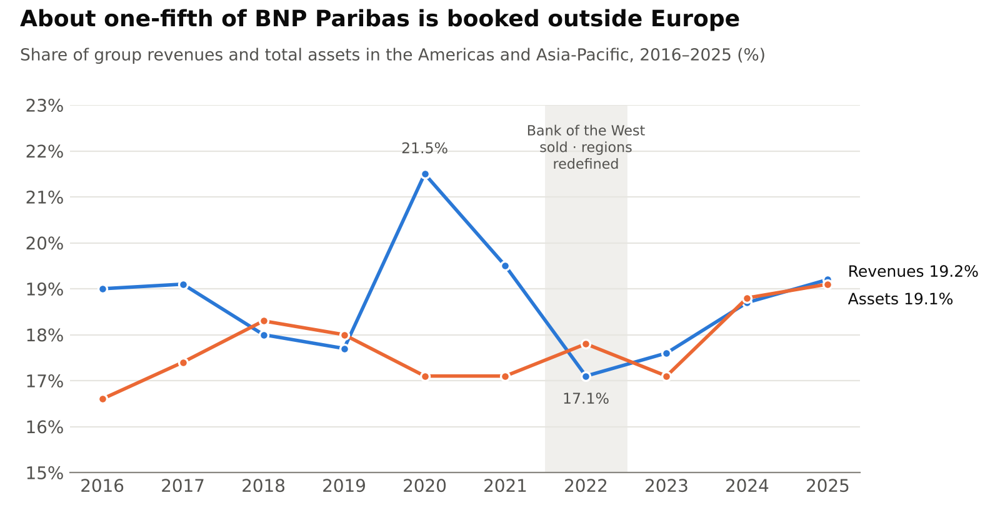 About one-fifth of BNP Paribas is booked outside Europe
Share of group revenues and total assets in the Americas and Asia-Pacific, 2016–2025 (%)
23%
Bank of the West
22%
21.5%
sold · regions
redefined
21%
20%
Revenues 19.2%
19%
Assets 19.1%
18%
17%
17.1%
16%
15%
2016 2017 2018 2019 2020 2021 2022 2023 2024 2025